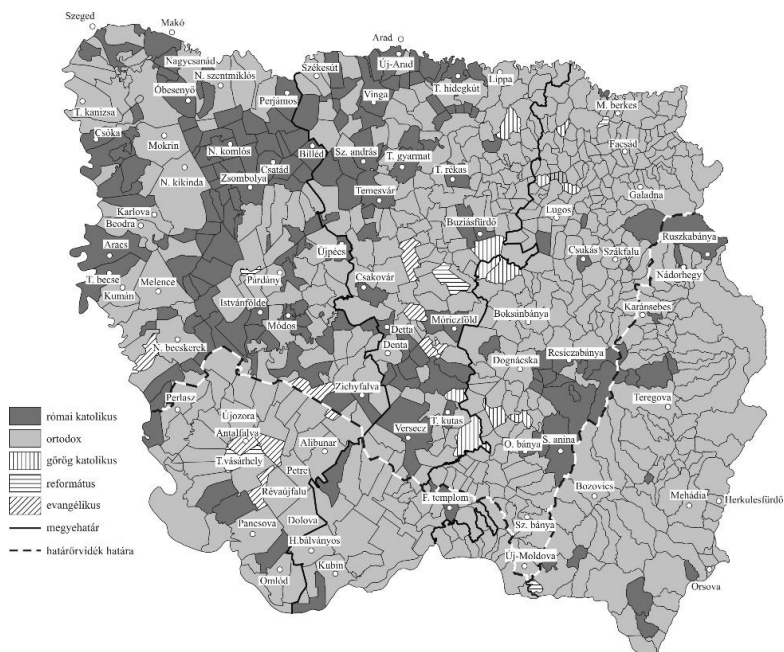 Szeged
Makó
Arad
Nagycsanád
N. szentmiklós
Székesút
Új-Arad
Lippa
Óbesenyő
Perjámos
Vinga
T. hidegkút
T. kanizsa
M. berkes
Csóka
Mokrin
N. komlós
Billéd
Sz. andrás
T. gyarmat
Facsád
Csatád
T. rékas
N. kikinda
Zsombolya
Temesvár
Galadna
Karlova
Lugos
Beodra
Buziásfürdő
Ruszkabánya
Aracs
Újpécs
Csukás
Szákfalu
T. becse
Párdány
Csakovár
Nádorhegy
Kumán
Melence
Istvánfölde
Karánsebes
Módos
Móriczföld
Boksánbánya
Detta
N. becskerek
Denta
Dognácska
Resiczabánya
Perlasz
Zichyfalva
Teregova
Újozora
T. kutas
Antalfalva
Alibunar
Versecz
O. bánya
S. anina
T.vásárhely
Petre
Bozovics
Révaújfalu
F. templom
Mehádia
Herkulesfürdő
Pancsova
Dolova
Sz. bánya
H.bálványos
Omlód
Kubin
Új-Moldova
Orsova
római katolikus
ortodox
görög katolikus
református
evangélikus
megyehatár
határőrvidék határa